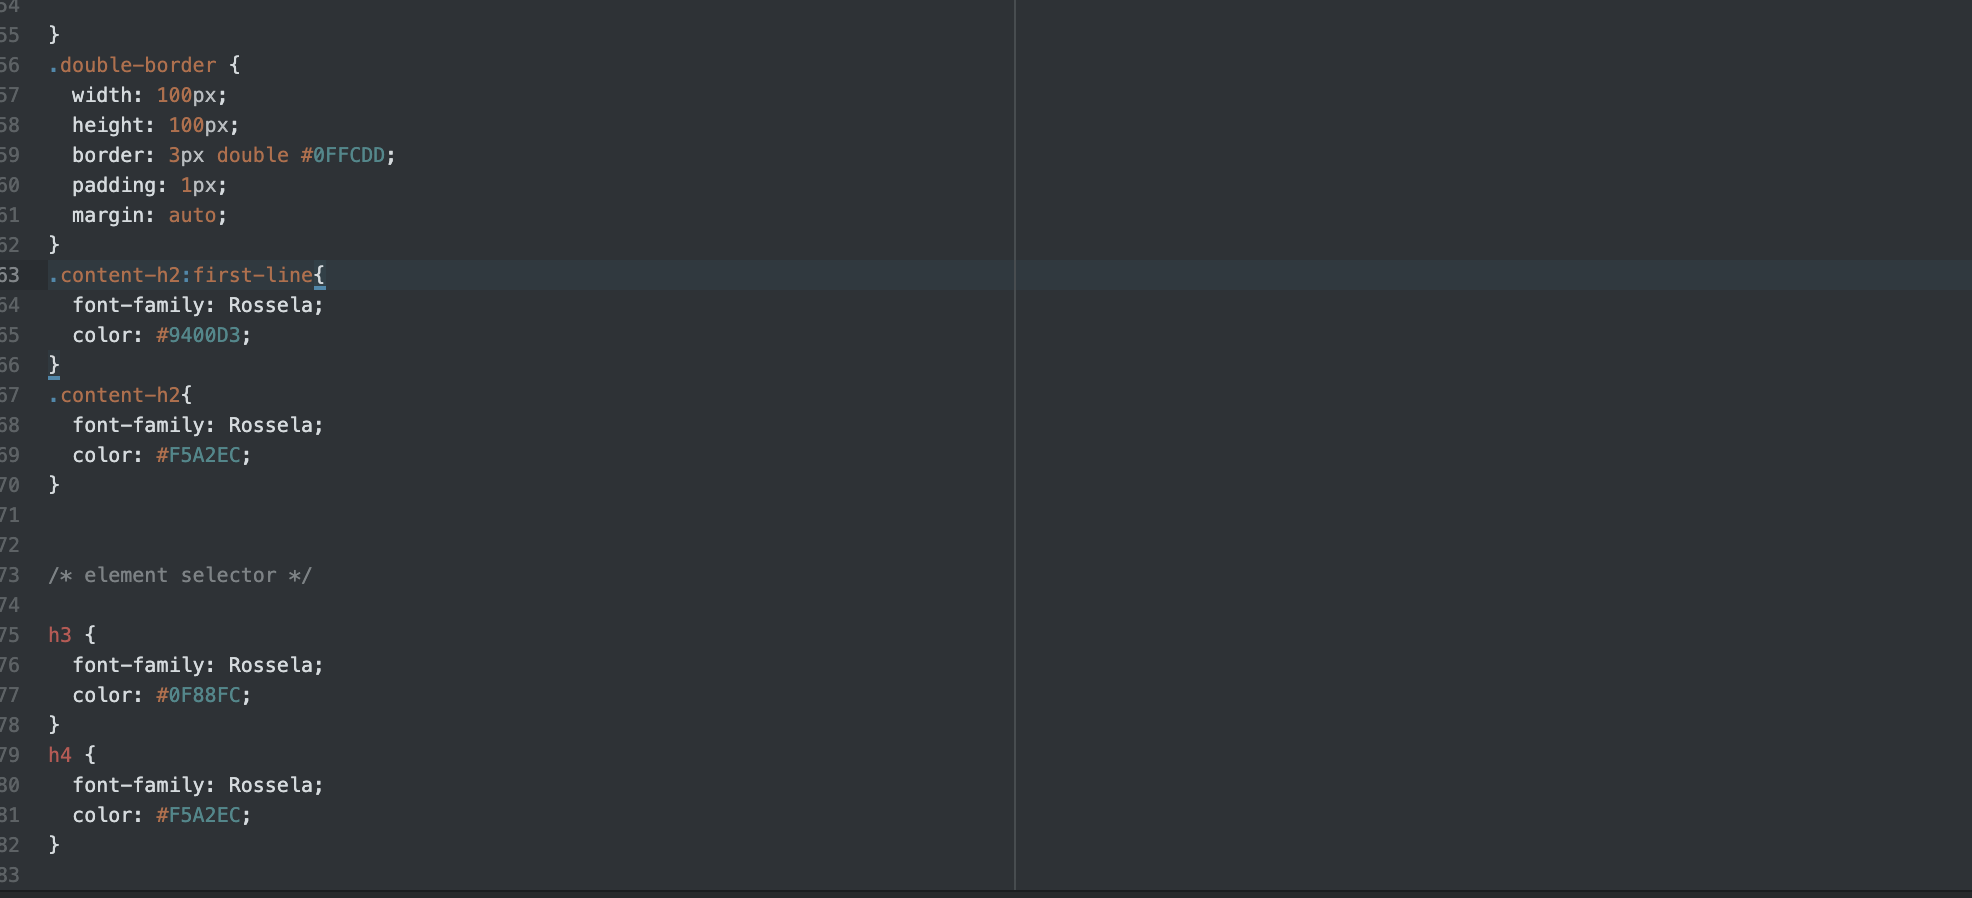 54
55 }
56 .double-border {
57   width: 100px;
58   height: 100px;
59   border: 3px double #0FFCDD;
60   padding: 1px;
61   margin: auto;
62 }
63 .content-h2:first-line{
64   font-family: Rossela;
65   color: #9400D3;
66 }
67 .content-h2{
68   font-family: Rossela;
69   color: #F5A2EC;
70 }
71
72
73 /* element selector */
74
75 h3 {
76   font-family: Rossela;
77   color: #0F88FC;
78 }
79 h4 {
80   font-family: Rossela;
81   color: #F5A2EC;
82 }
83